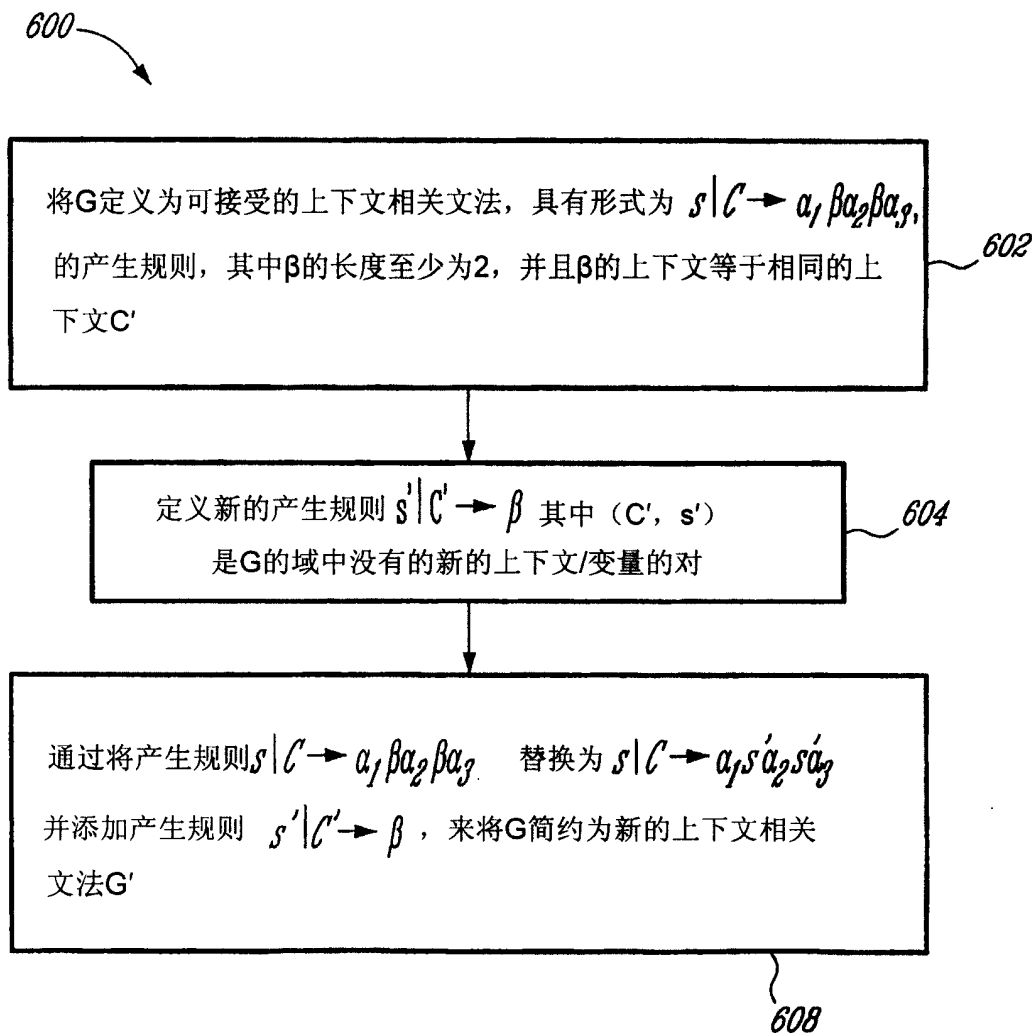 600
将G定义为可接受的上下文相关文法，具有形式为 s|C→α₁βα₂βα₃,
的产生规则，其中β的长度至少为2，并且β的上下文等于相同的上
下文C′
602
定义新的产生规则 s′|C′→β 其中（C′，s′）
是G的域中没有的新的上下文/变量的对
604
通过将产生规则s|C→α₁βα₂βα₃ 替换为 s|C→α₁s′α₂s′α₃
并添加产生规则 s′|C′→β ，来将G简约为新的上下文相关
文法G′
608